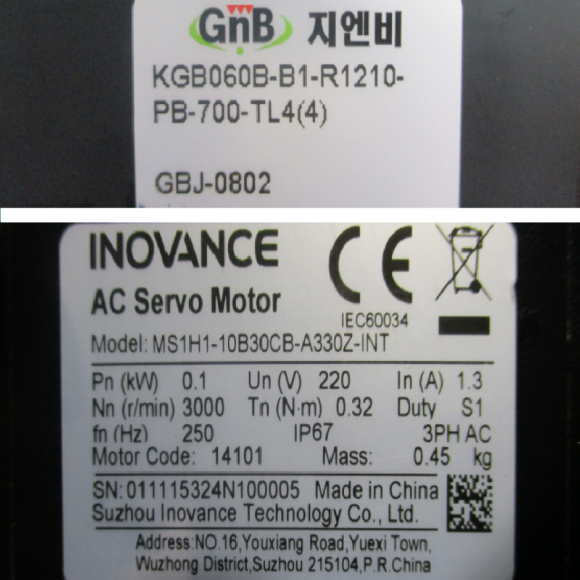 GnB 지엔비
KGB060B-B1-R1210-
PB-700-TL4(4)
GBJ-0802
INOVANCE
CE
AC Servo Motor
IEC60034
Model: MS1H1-10B30CB-A330Z-INT
Pn (kW) 0.1 Un (V) 220 In (A) 1.3
Nn (r/min) 3000 Tn (N·m) 0.32 Duty S1
fn (Hz) 250 IP67 3PH AC
Motor Code: 14101 Mass: 0.45 kg
SN: 011115324N100005 Made in China
Suzhou Inovance Technology Co., Ltd.
Address:NO.16,Youxiang Road,Yuexi Town,
Wuzhong District,Suzhou 215104,P.R.China